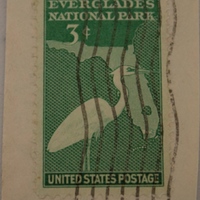 EVERGLADES
NATIONAL PARK
3¢
UNITED STATES POSTAGE